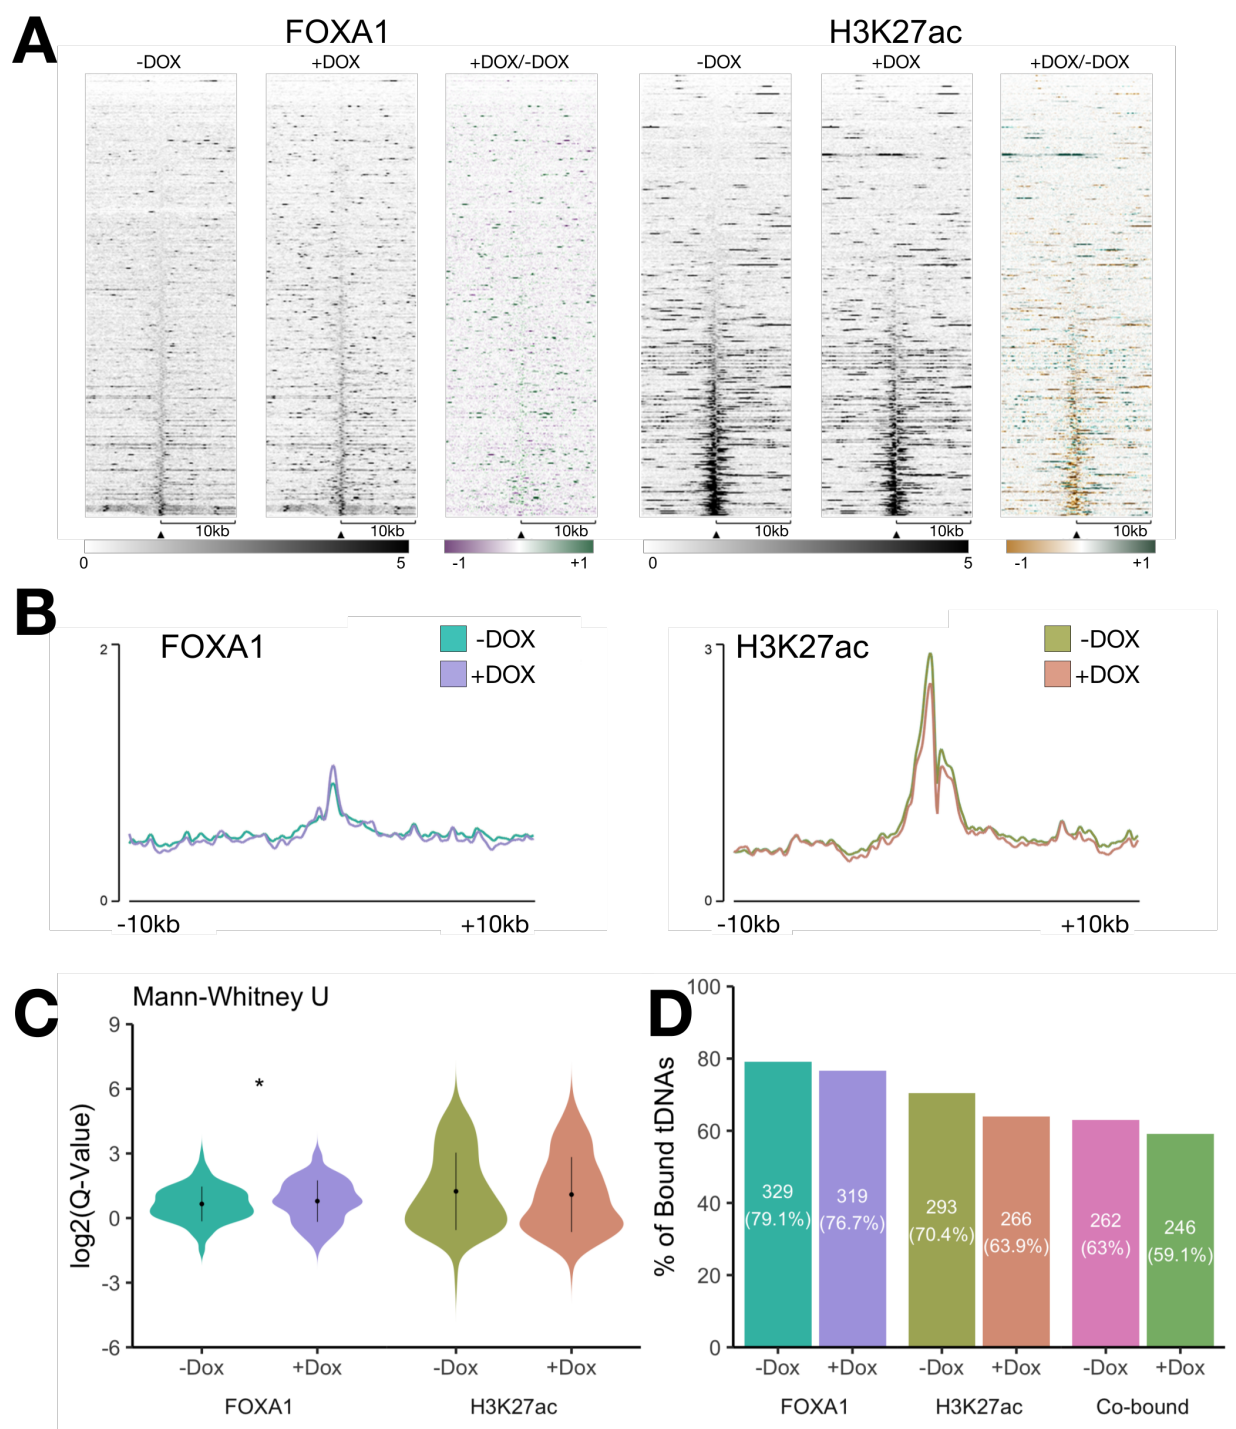 A
FOXA1
H3K27ac
-DOX
+DOX
+DOX/-DOX
-DOX
+DOX
+DOX/-DOX
10kb
10kb
10kb
10kb
10kb
10kb
0
5
-1
+1
0
5
-1
+1
B
FOXA1
-DOX
+DOX
2
0
-10kb
+10kb
H3K27ac
-DOX
+DOX
3
0
-10kb
+10kb
C
Mann-Whitney U
log2(Q-Value)
9
6
3
0
-3
-6
*
-Dox
+Dox
-Dox
+Dox
FOXA1
H3K27ac
D
% of Bound tDNAs
100
80
60
40
20
0
329
(79.1%)
319
(76.7%)
293
(70.4%)
266
(63.9%)
262
(63%)
246
(59.1%)
-Dox
+Dox
-Dox
+Dox
-Dox
+Dox
FOXA1
H3K27ac
Co-bound